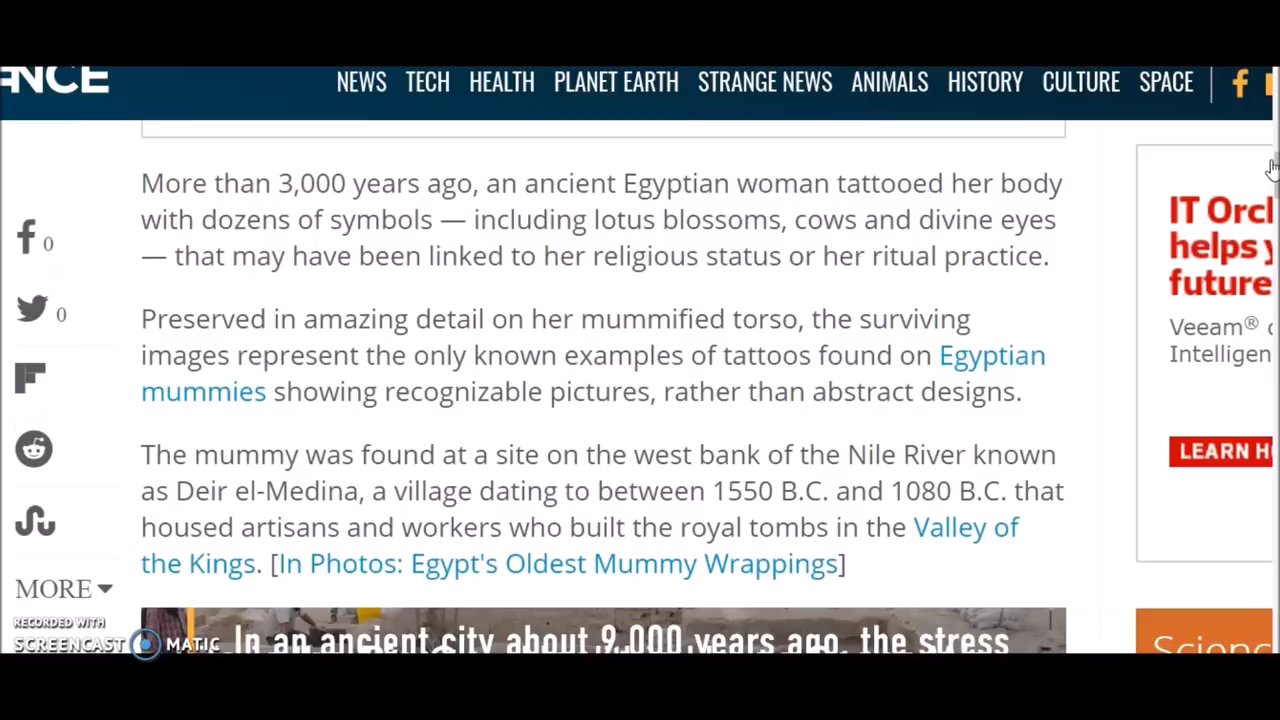 NEWS TECH HEALTH PLANET EARTH STRANGE NEWS ANIMALS HISTORY CULTURE SPACE
More than 3,000 years ago, an ancient Egyptian woman tattooed her body
with dozens of symbols — including lotus blossoms, cows and divine eyes
— that may have been linked to her religious status or her ritual practice.
Preserved in amazing detail on her mummified torso, the surviving
images represent the only known examples of tattoos found on Egyptian
mummies showing recognizable pictures, rather than abstract designs.
The mummy was found at a site on the west bank of the Nile River known
as Deir el-Medina, a village dating to between 1550 B.C. and 1080 B.C. that
housed artisans and workers who built the royal tombs in the Valley of
the Kings. [In Photos: Egypt's Oldest Mummy Wrappings]
In an ancient city about 9,000 years ago, the stress
0
0
MORE
RECORDED WITH
SCREENCAST MATIC
IT
helps
future
Veeam®
LEARN